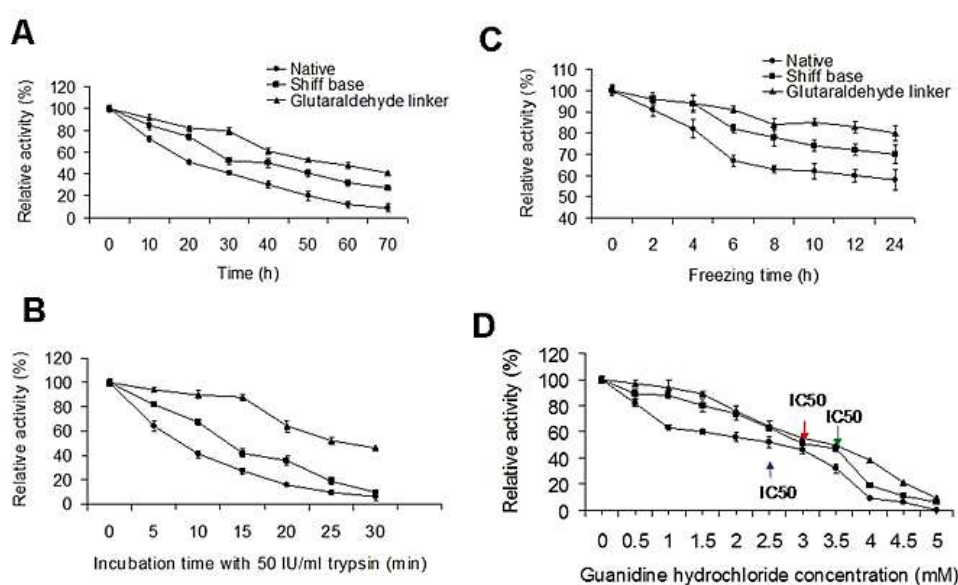 A
Native
Shiff base
Glutaraldehyde linker
Relative activity (%)
120
100
80
60
40
20
0
0 10 20 30 40 50 60 70
Time (h)
C
Native
Shiff base
Glutaraldehyde linker
Relative activity (%)
110
100
90
80
70
60
50
40
0 2 4 6 8 10 12 24
Freezing time (h)
B
Relative activity (%)
120
100
80
60
40
20
0
0 5 10 15 20 25 30
Incubation time with 50 IU/ml trypsin (min)
D
Relative activity (%)
120
100
80
60
40
20
0
IC50
IC50
IC50
0 0.5 1 1.5 2 2.5 3 3.5 4 4.5 5
Guanidine hydrochloride concentration (mM)